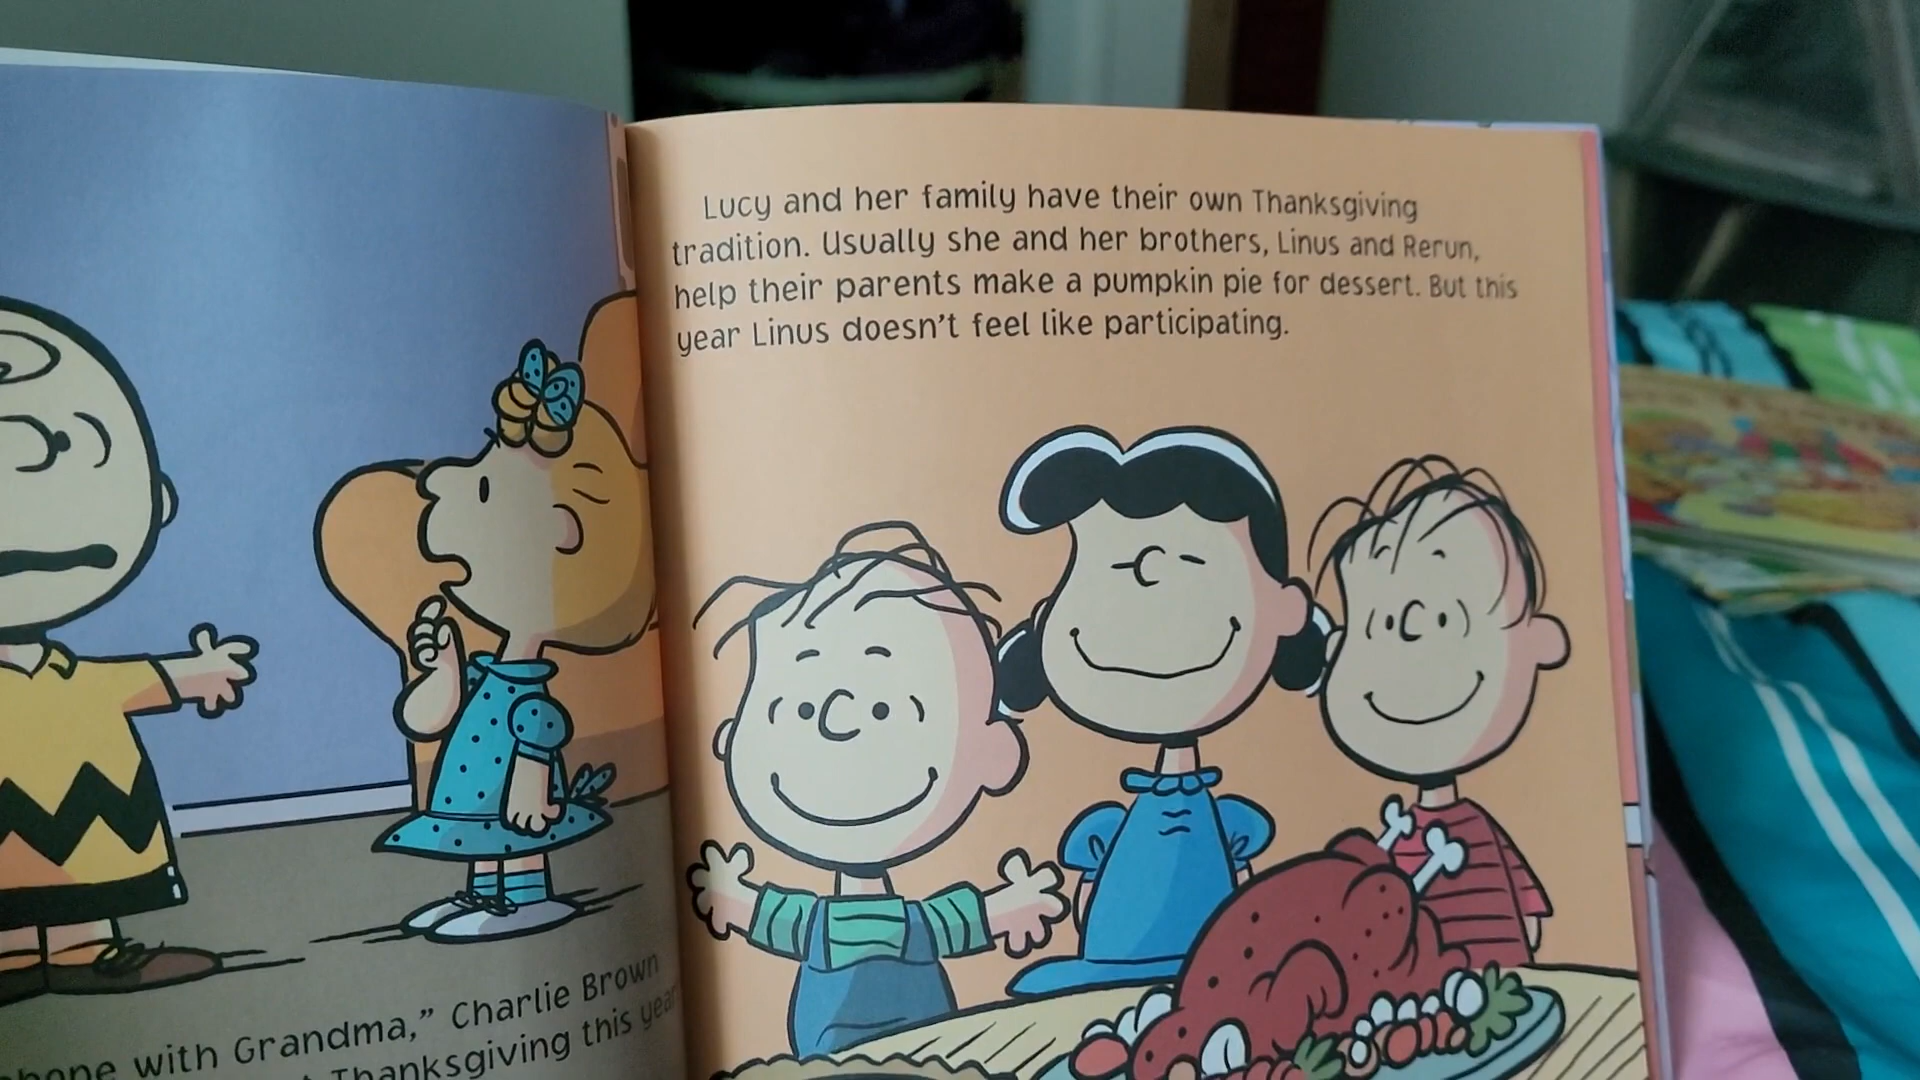 phone with Grandma,” Charlie Brown
Thanksgiving this year
Lucy and her family have their own Thanksgiving
tradition. Usually she and her brothers, Linus and Rerun,
help their parents make a pumpkin pie for dessert. But this
year Linus doesn’t feel like participating.